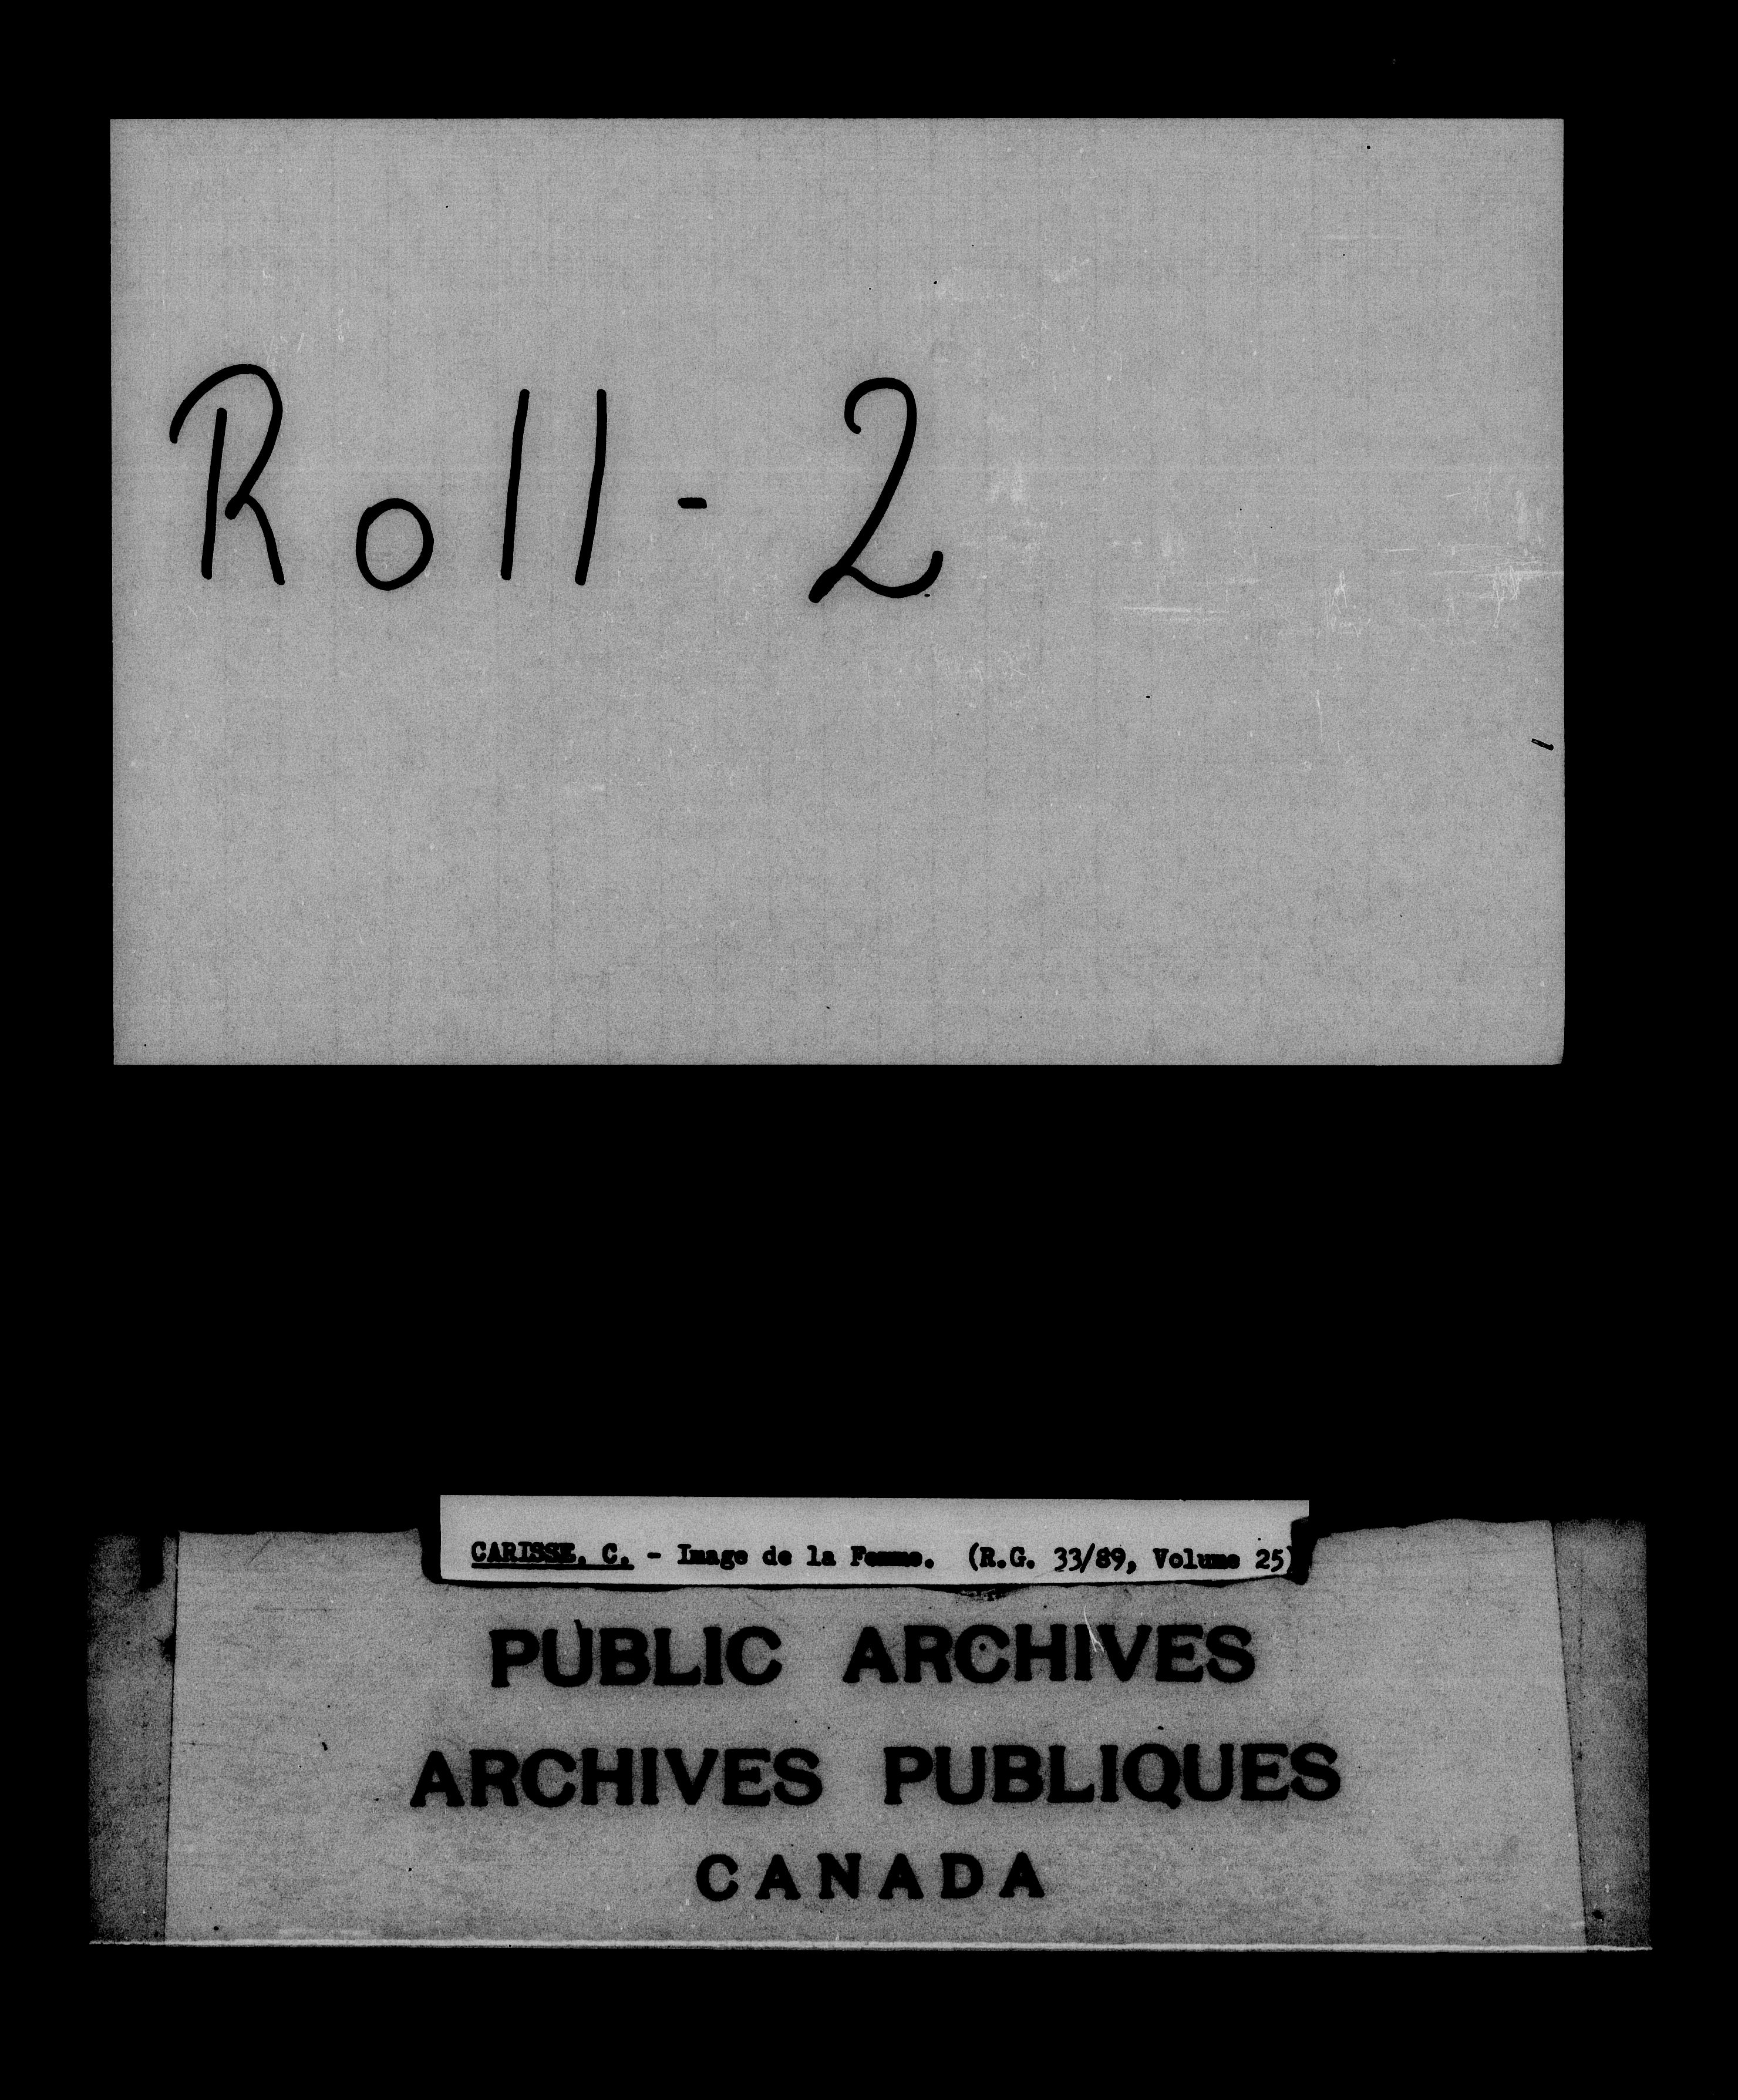 Roll - 2
CARISSE, C. - Image de la Femme. (R.G. 33/89, Volume 25)
PUBLIC ARCHIVES
ARCHIVES PUBLIQUES
CANADA